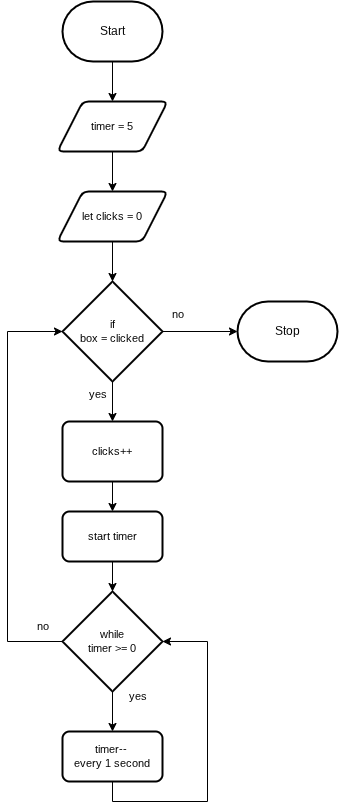 Start
timer = 5
let clicks = 0
if
box = clicked
no
Stop
yes
clicks++
start timer
while
timer >= 0
no
yes
timer--
every 1 second